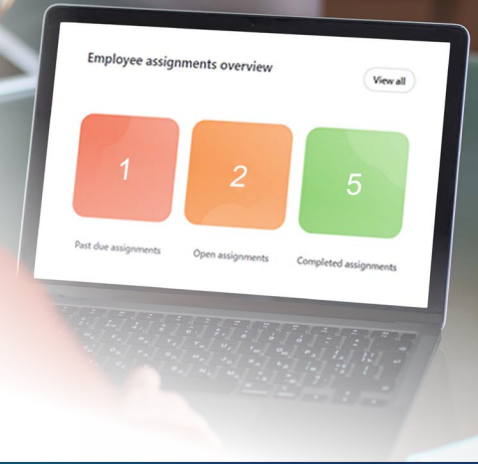 Employee assignments overview
View all
1
2
5
Past due assignments
Open assignments
Completed assignments